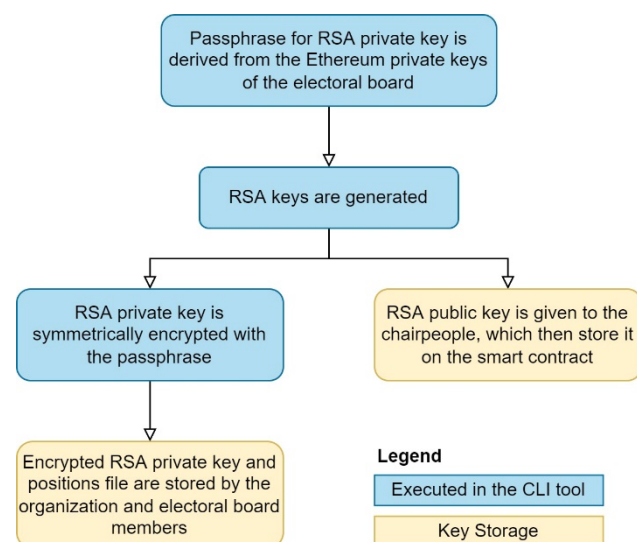 Passphrase for RSA private key is
derived from the Ethereum private keys
of the electoral board
RSA keys are generated
RSA private key is
symmetrically encrypted with
the passphrase
RSA public key is given to the
chairpeople, which then store it
on the smart contract
Encrypted RSA private key and
positions file are stored by the
organization and electoral board
members
Legend
Executed in the CLI tool
Key Storage